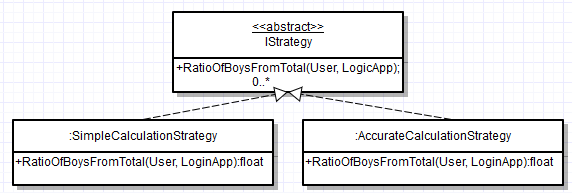 <<abstract>>
IStrategy
+RatioOfBoysFromTotal(User, LogicApp);
0..*
:SimpleCalculationStrategy
+RatioOfBoysFromTotal(User, LoginApp):float
:AccurateCalculationStrategy
+RatioOfBoysFromTotal(User, LoginApp):float